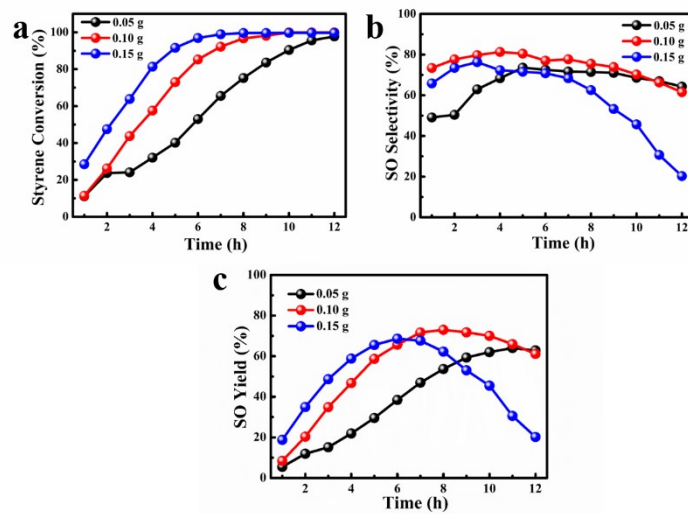 a
Styrene Conversion (%)
100
80
60
40
20
0
0.05 g
0.10 g
0.15 g
2 4 6 8 10 12
Time (h)
b
SO Selectivity (%)
100
80
60
40
20
0
0.05 g
0.10 g
0.15 g
2 4 6 8 10 12
Time (h)
c
SO Yield (%)
100
80
60
40
20
0
0.05 g
0.10 g
0.15 g
2 4 6 8 10 12
Time (h)